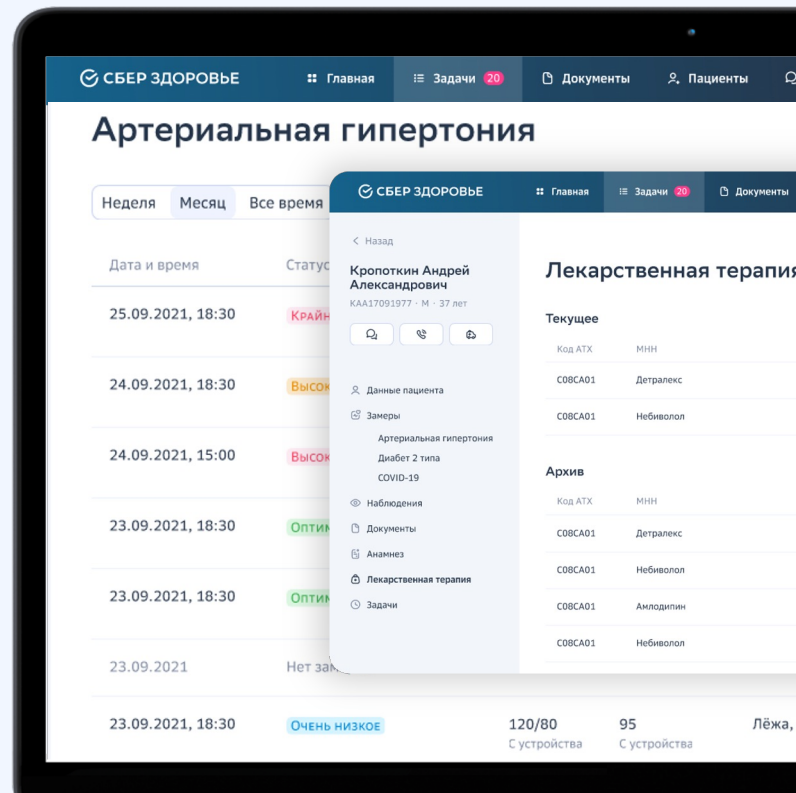 СБЕР ЗДОРОВЬЕ
Главная
Задачи 20
Документы
Пациенты
Артериальная гипертония
Неделя Месяц Все время
Дата и время
25.09.2021, 18:30
24.09.2021, 18:30
24.09.2021, 15:00
23.09.2021, 18:30
23.09.2021, 18:30
23.09.2021
Нет
23.09.2021, 18:30
Очень низкое
120/80
С устройства
95
С устройства
Лёжа,
СБЕР ЗДОРОВЬЕ
Главная
Задачи 20
Документы
Назад
Кропоткин Андрей
Александрович
КАА17091977 · М · 37 лет
Данные пациента
Замеры
Артериальная гипертония
Диабет 2 типа
COVID-19
Наблюдения
Документы
Анамнез
Лекарственная терапия
Задачи
Лекарственная терапия
Текущее
Код АТХ МНН
C08CA01 Детралекс
C08CA01 Небиволол
Архив
Код АТХ МНН
C08CA01 Детралекс
C08CA01 Небиволол
C08CA01 Амлодипин
C08CA01 Небиволол